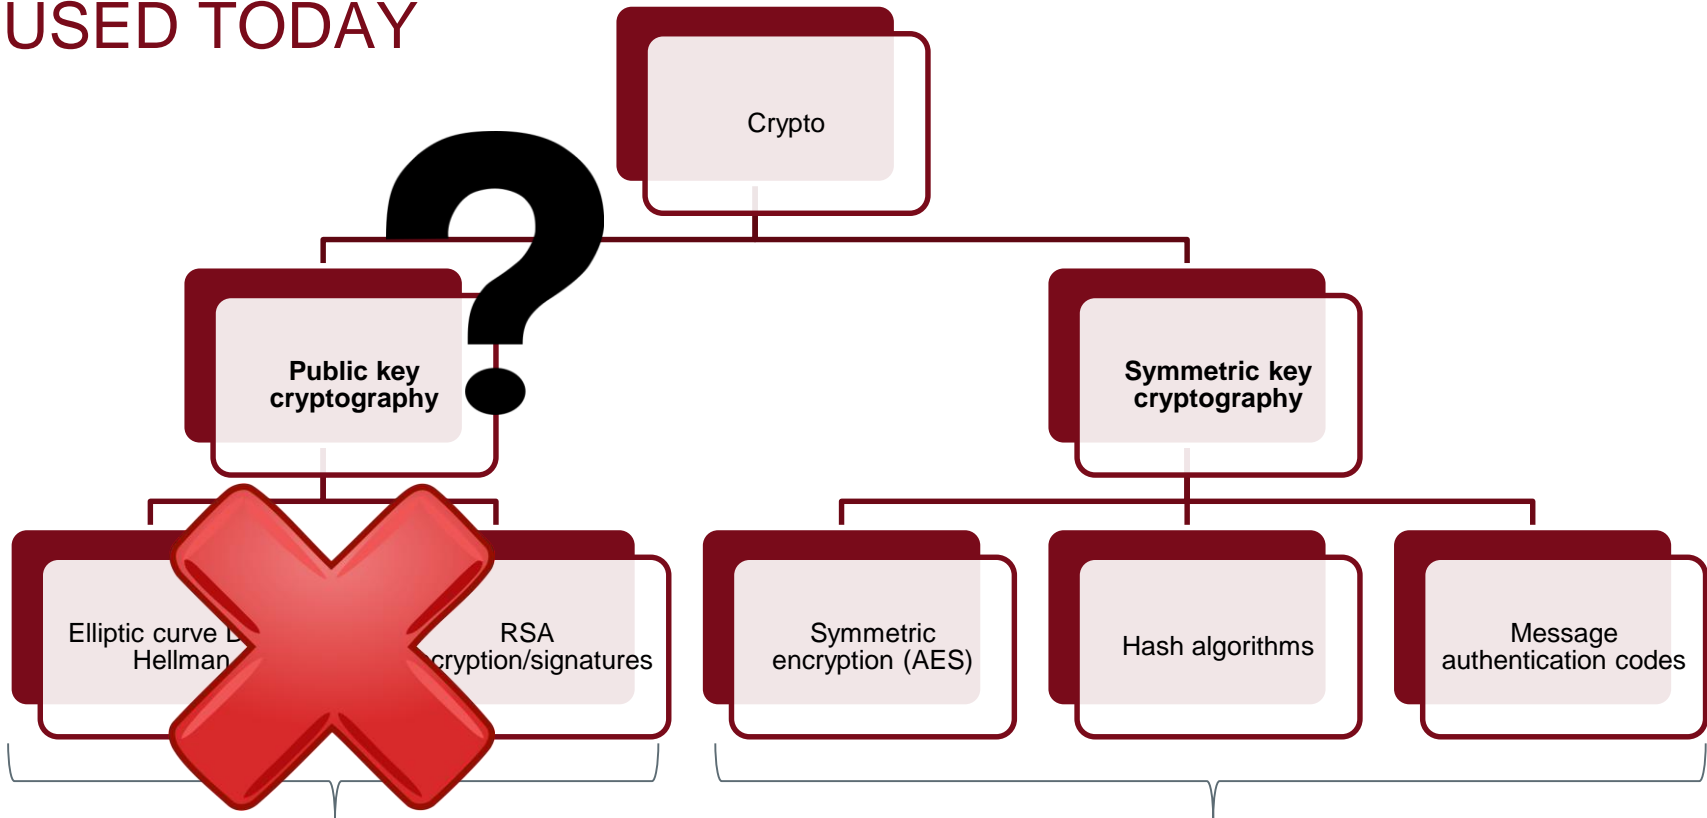 USED TODAY
Crypto
Public key
cryptography
Symmetric key
cryptography
Elliptic curve
Hellman
RSA
cryption/signatures
Symmetric
encryption (AES)
Hash algorithms
Message
authentication codes